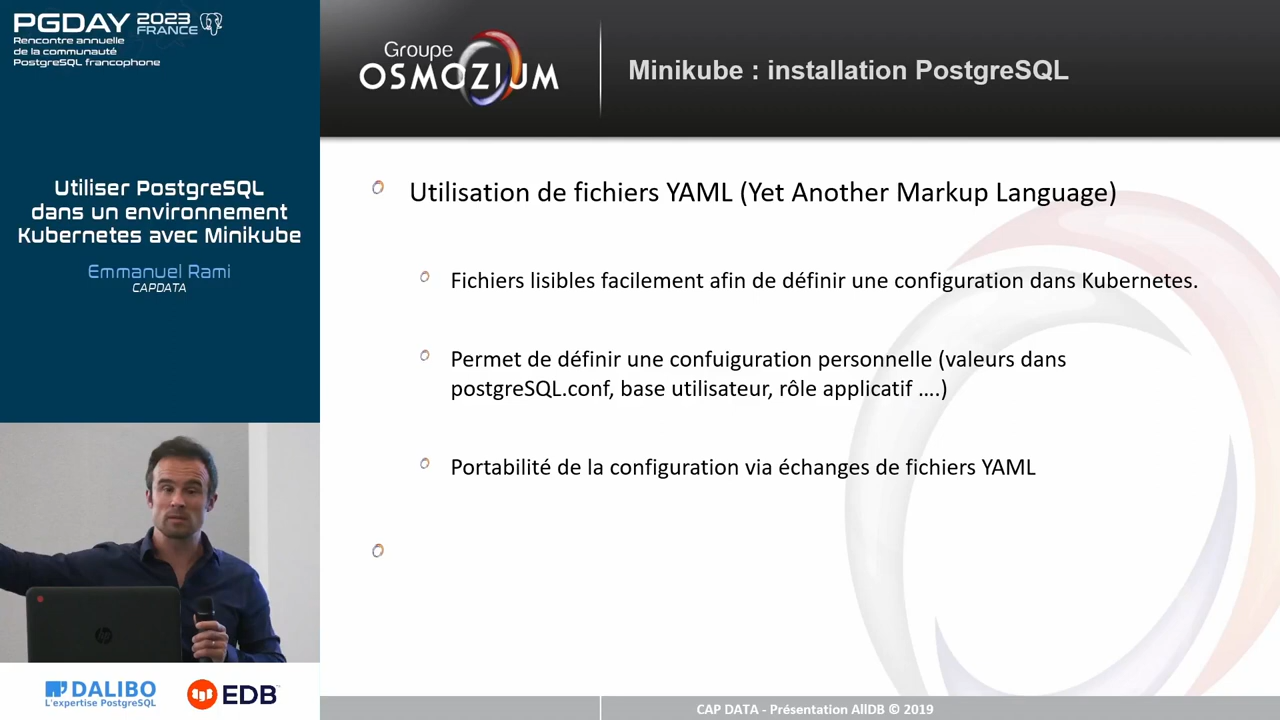 PGDAY 2023 FRANCE
Rencontre annuelle
de la communauté
PostgreSQL francophone
Utiliser PostgreSQL
dans un environnement
Kubernetes avec Minikube
Emmanuel Rami
CAPDATA
Groupe
OSMOZIUM
Minikube : installation PostgreSQL
Utilisation de fichiers YAML (Yet Another Markup Language)
Fichiers lisibles facilement afin de définir une configuration dans Kubernetes.
Permet de définir une confuiguration personnelle (valeurs dans
postgreSQL.conf, base utilisateur, rôle applicatif ….)
Portabilité de la configuration via échanges de fichiers YAML
hp
DALIBO
L'expertise PostgreSQL
EDB
CAP DATA - Présentation AllDB © 2019